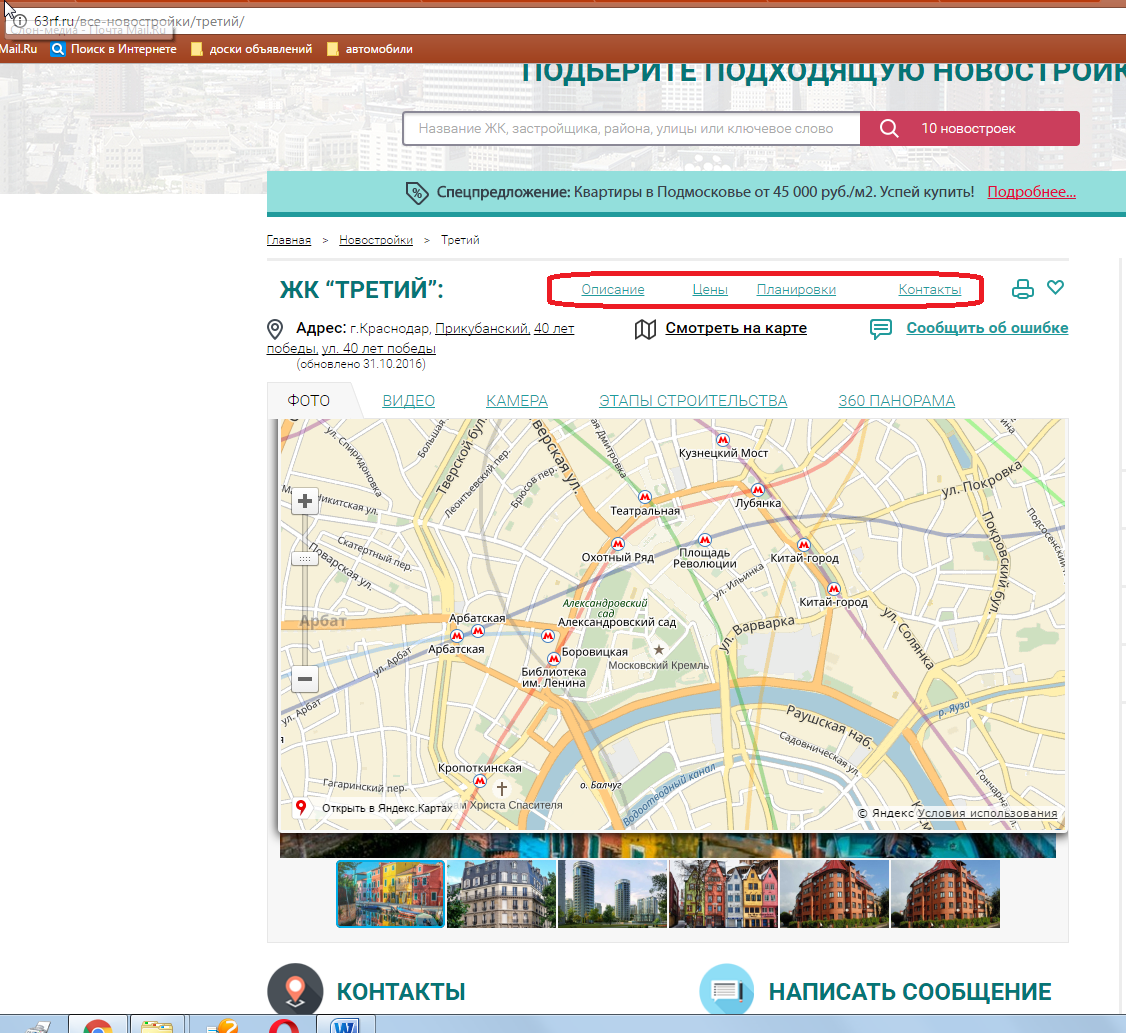 63rf.ru/все-новостройки/третий/
Слон-медиа - Почта Mail.Ru
Mail.Ru Поиск в Интернете доски объявлений автомобили
ПОДБЕРИТЕ ПОДХОДЯЩУЮ НОВОСТРОЙК
Название ЖК, застройщика, района, улицы или ключевое слово 10 новостроек
Спецпредложение: Квартиры в Подмосковье от 45 000 руб./м2. Успей купить! Подробнее...
Главная > Новостройки > Третий
ЖК “ТРЕТИЙ”: Описание Цены Планировки Контакты
Адрес: г.Краснодар, Прикубанский, 40 лет
победы, ул. 40 лет победы
(обновлено 31.10.2016)
Смотреть на карте Сообщить об ошибке
ФОТО ВИДЕО КАМЕРА ЭТАПЫ СТРОИТЕЛЬСТВА 360 ПАНОРАМА
ул. Спиридоновка
Большая
Тверской бул.
Леонтьевский пер.
Брюсов пер.
верская ул.
Дмитровка
Кузнецкий Мост
ул. Покровка
Театральная
Лубянка
Никитская ул.
Скатертный пер.
Поварская ул.
Охотный Ряд
Площадь
Революции
Китай-город
Покровский бул.
Подсосенский
ул. Ильинка
Китай-город
Александровский
сад
Арбат
Арбатская
Александровский сад
ул. Варварка
ул. Солянка
Арбатская
Боровицкая
Московский Кремль
ул. Арбат
Библиотека
им. Ленина
ул. Арбат
р. Яуза
Раушская наб.
Садовническая ул.
Кропоткинская
Гагаринский пер.
о. Балчуг
Водоотводный канал
Гончарная
Открыть в Яндекс.Картах
ам Христа Спасителя
© Яндекс Условия использования
КОНТАКТЫ НАПИСАТЬ СООБЩЕНИЕ